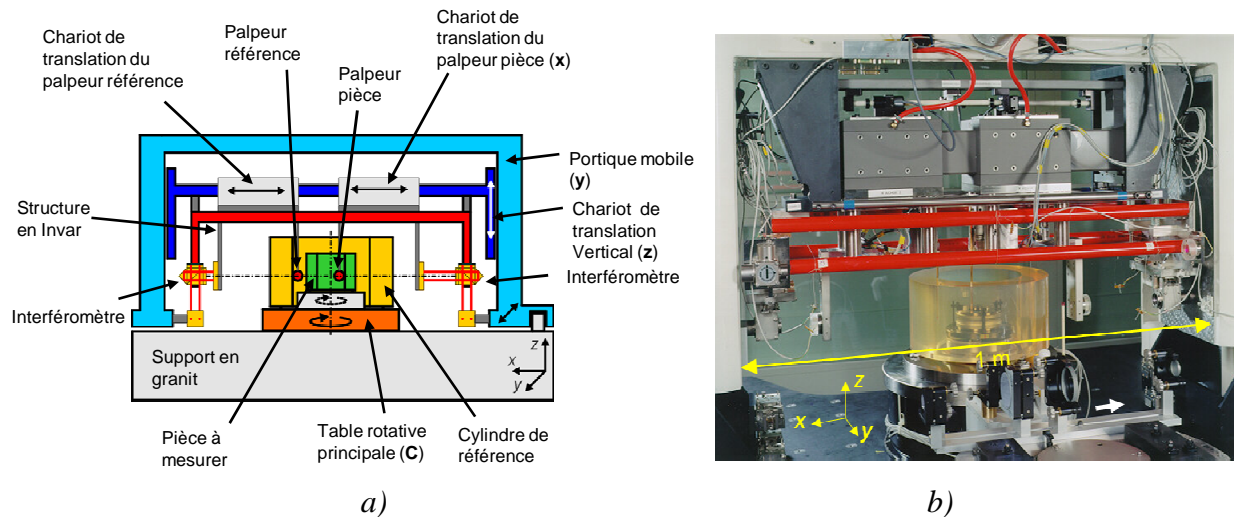 Chariot de
translation du
palpeur référence
Palpeur
référence
Palpeur
pièce
Chariot de
translation du
palpeur pièce (x)
Portique mobile
(y)
Chariot de
translation
Vertical (z)
Interféromètre
Structure
en Invar
Interféromètre
Support en
granit
z
x
y
Pièce à
mesurer
Table rotative
principale (C)
Cylindre de
référence
a)
1 m
z
x
y
b)